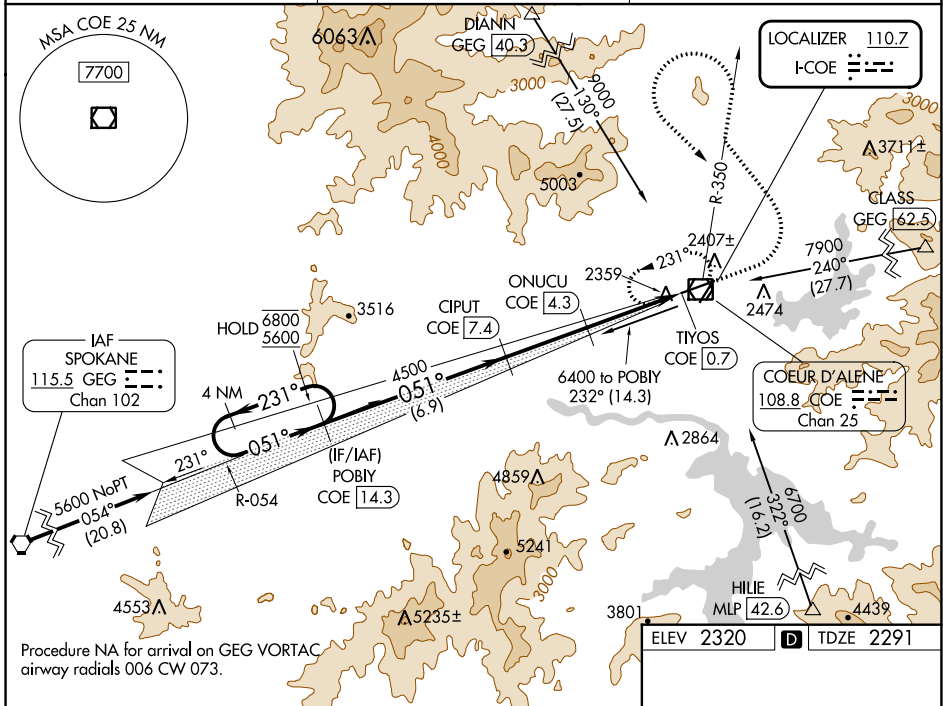 MSA COE 25 NM
7700
6063
DIANN
GEG 40.3
9000
130°
(27.5)
3000
4000
5003
LOCALIZER 110.7
I-COE
R-350
3000
3711±
CLASS
GEG 62.5
7900
240°
(27.7)
2407±
231°
2359
2474
TIYOS
COE 0.7
ONUCU
COE 4.3
CIPUT
COE 7.4
3516
HOLD 6800
5600
IAF
SPOKANE
115.5 GEG
Chan 102
4 NM
231°
4500
051°
(6.9)
6400 to POBIY
232° (14.3)
COEUR D'ALENE
108.8 COE
Chan 25
231°
051°
(IF/IAF)
POBIY
COE 14.3
R-054
5600 NoPT
054°
(20.8)
2864
4859
5241
3000
6700
322°
(16.2)
HILIE
MLP 42.6
4439
3801
4553
5235±
Procedure NA for arrival on GEG VORTAC
airway radials 006 CW 073.
ELEV 2320 D TDZE 2291